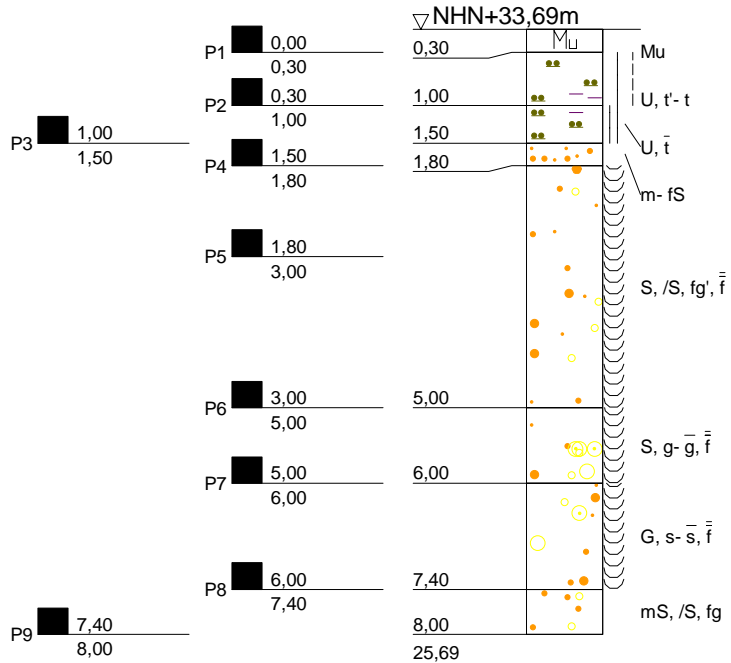 NHN+33,69m
Mu
P1 0,00 0,30 0,30 Mu
0,30
P2 0,30 1,00 U, t'- t
1,00
P3 1,00 1,50 U, t̄
1,50
P4 1,50 1,80 m- fS
1,80
P5 1,80 S, /S, fg', f̿
3,00
P6 3,00 5,00
5,00
S, g- g̅, f̿
P7 5,00 6,00
6,00
G, s- s̅, f̿
P8 6,00 7,40
7,40
mS, /S, fg
P9 7,40 8,00
8,00 25,69